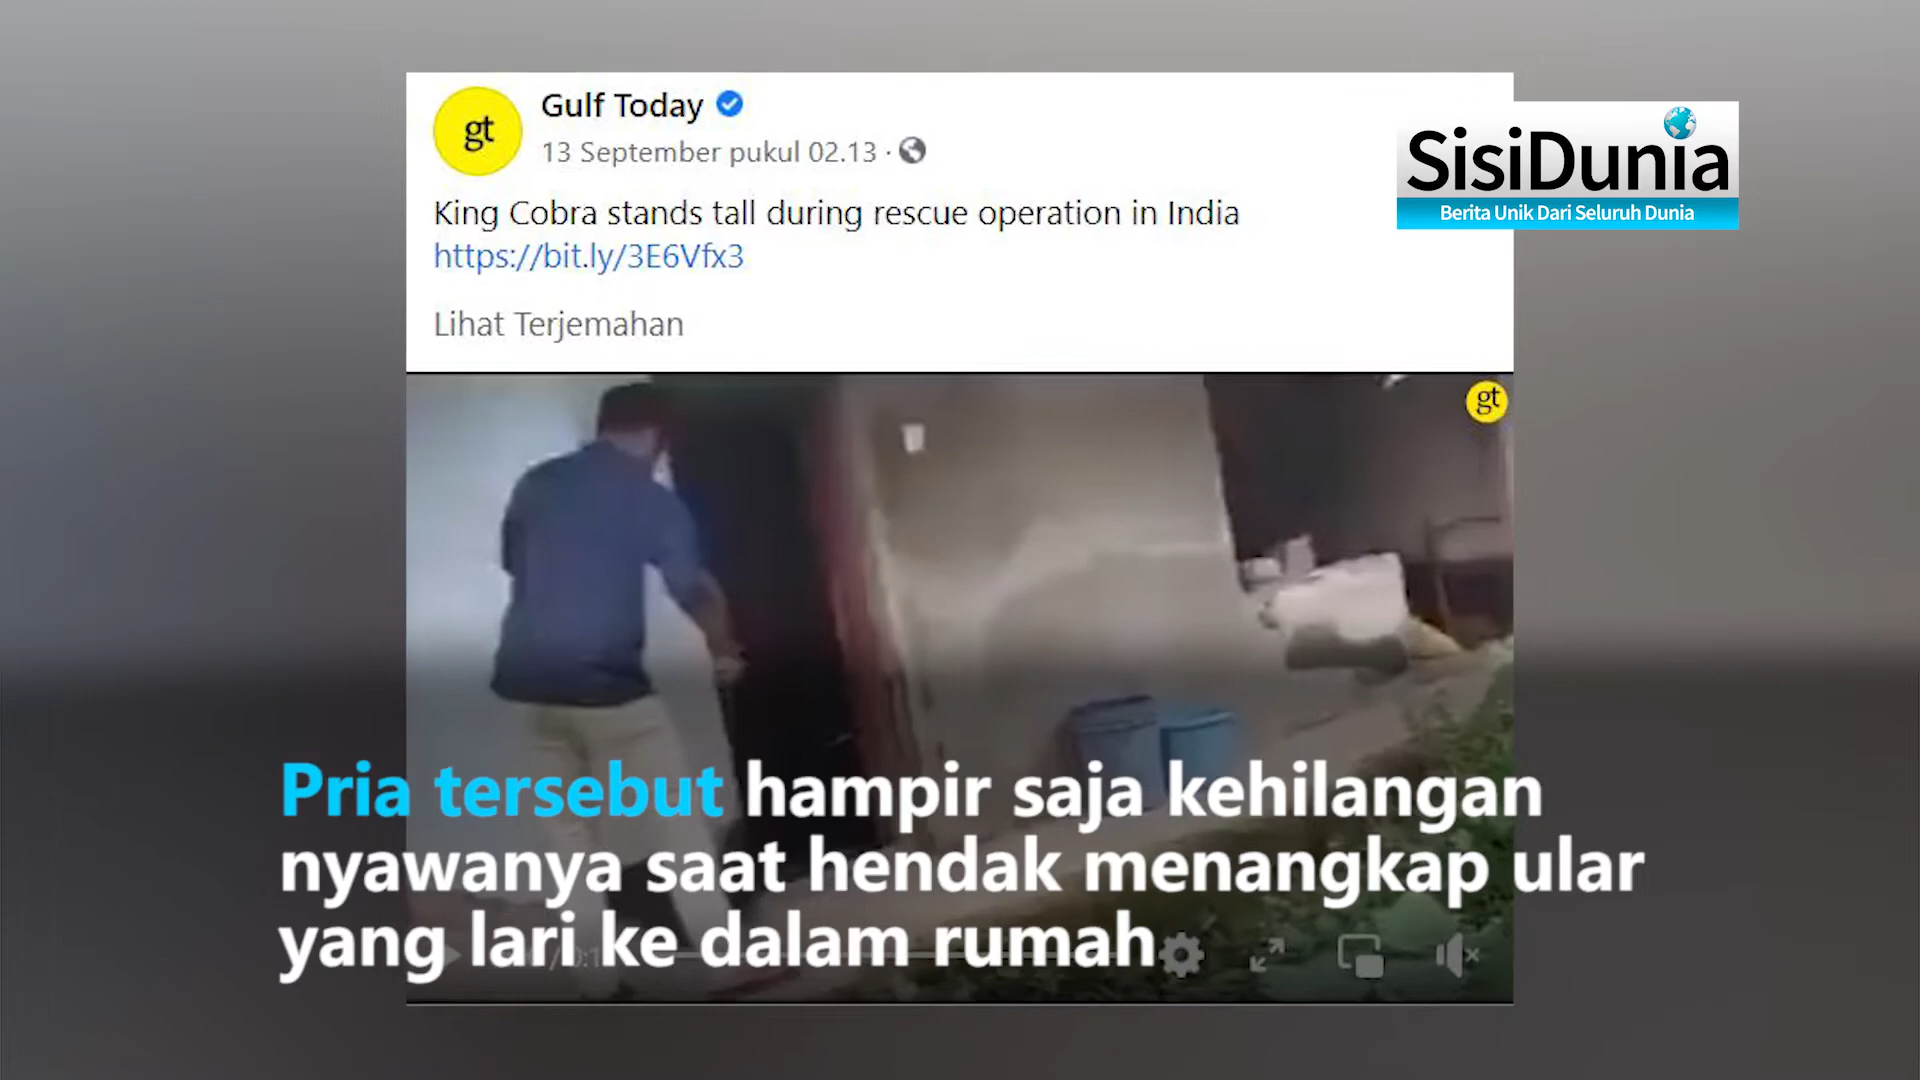 gt
Gulf Today
13 September pukul 02.13 ·
King Cobra stands tall during rescue operation in India
https://bit.ly/3E6Vfx3
Lihat Terjemahan
SisiDunia
Berita Unik Dari Seluruh Dunia
gt
Pria tersebut hampir saja kehilangan
nyawanya saat hendak menangkap ular
yang lari ke dalam rumah